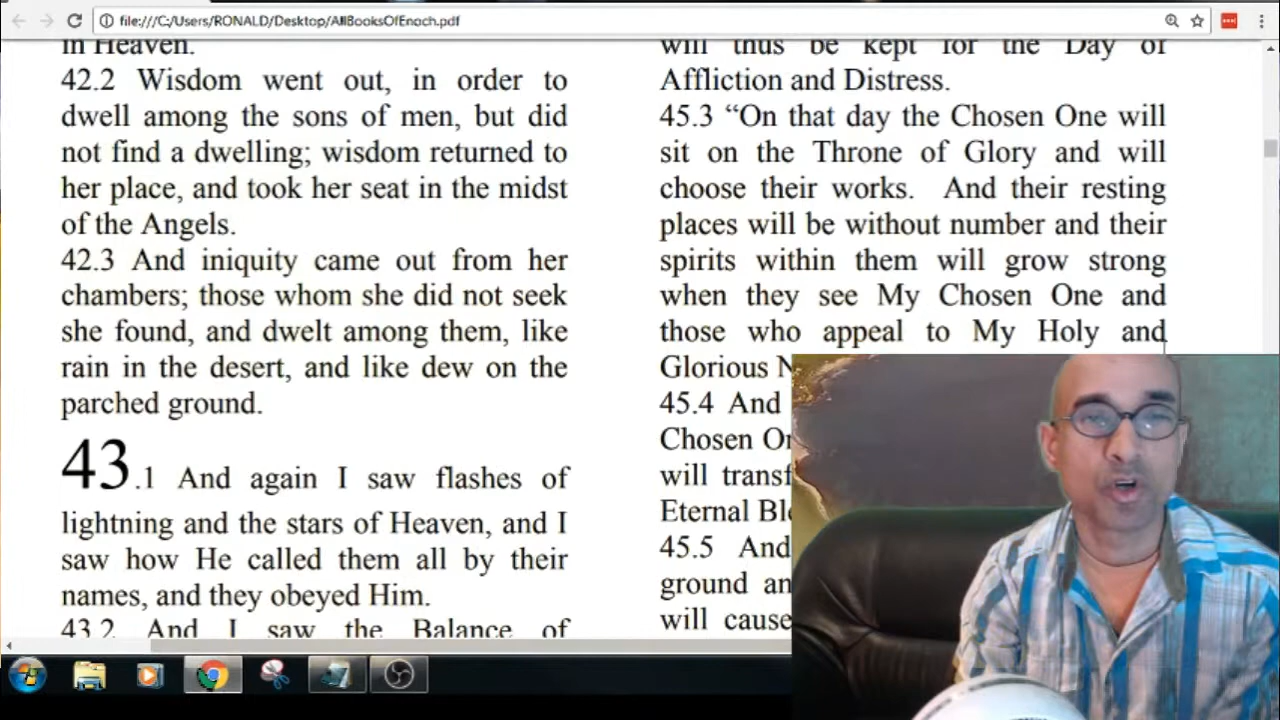 file:///C:/Users/RONALD/Desktop/AllBooksOfEnoch.pdf
in Heaven.
42.2 Wisdom went out, in order to
dwell among the sons of men, but did
not find a dwelling; wisdom returned to
her place, and took her seat in the midst
of the Angels.
42.3 And iniquity came out from her
chambers; those whom she did not seek
she found, and dwelt among them, like
rain in the desert, and like dew on the
parched ground.
43.1 And again I saw flashes of
lightning and the stars of Heaven, and I
saw how He called them all by their
names, and they obeyed Him.
43.2 And I saw the Balance of
will thus be kept for the Day of
Affliction and Distress.
45.3 “On that day the Chosen One will
sit on the Throne of Glory and will
choose their works. And their resting
places will be without number and their
spirits within them will grow strong
when they see My Chosen One and
those who appeal to My Holy and
Glorious N
45.4 And
Chosen On
will transf
Eternal Ble
45.5 And
ground an
will cause